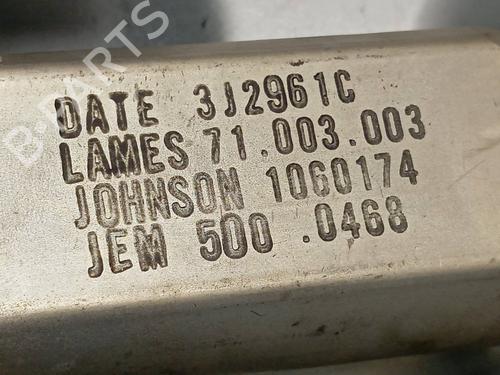 DATE 3J2961C
LAMES 71.003.003
JOHNSON 1060174
JEM 500 .0468
B-PARTS